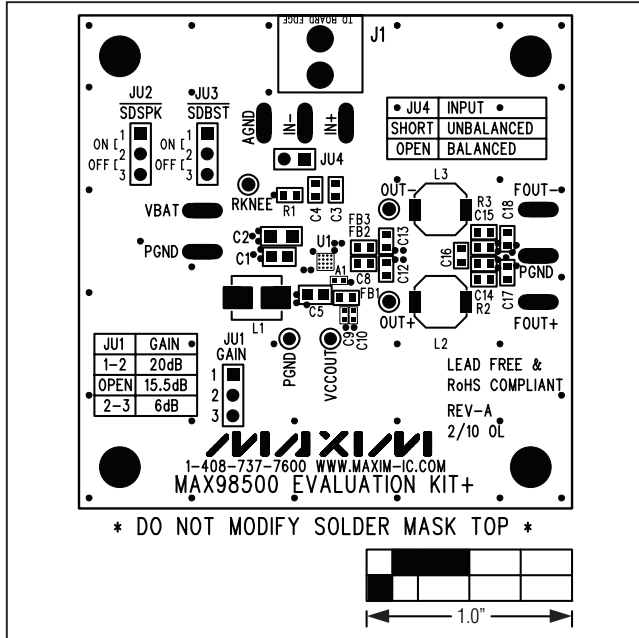 TO BOARD EDGE
J1
JU2
SDSPK
JU3
SDBST
ON [ 1
OFF [ 2
3
ON [ 1
OFF [ 2
3
AGND
IN-
IN+
JU4
JU4 INPUT
SHORT UNBALANCED
OPEN BALANCED
RKNEE
R1
C4
C3
L3
OUT-
FOUT-
VBAT
PGND
C2
C1
U1
FB3
FB2
C13
C12
C8
A1
FB1
R3
C15
C18
C16
PGND
C14
R2
C17
L1
C5
C9
C10
OUT+
L2
FOUT+
PGND
VCCOUT
JU1 GAIN
1-2 20dB
OPEN 15.5dB
2-3 6dB
JU1
GAIN
1
2
3
LEAD FREE &
RoHS COMPLIANT
REV-A
2/10 OL
MAXIM
1-408-737-7600 WWW.MAXIM-IC.COM
MAX98500 EVALUATION KIT+
* DO NOT MODIFY SOLDER MASK TOP *
1.0"